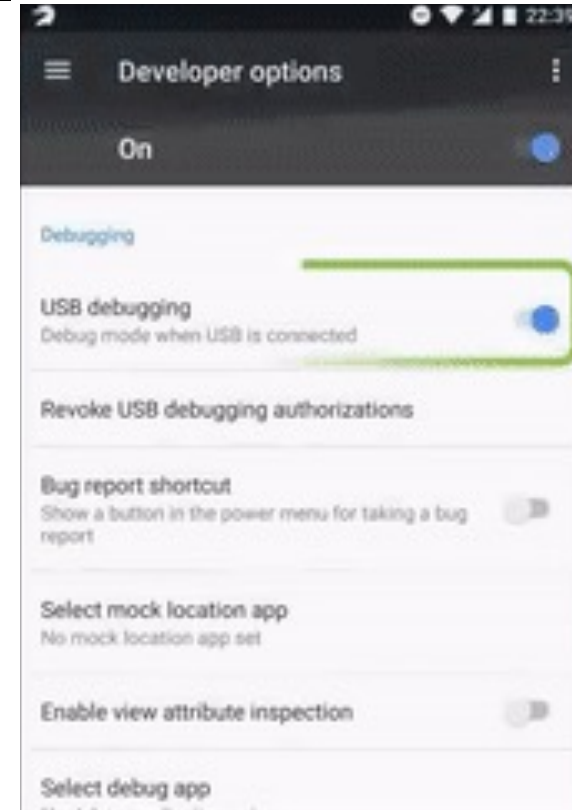 22:39
Developer options
On
Debugging
USB debugging
Debug mode when USB is connected
Revoke USB debugging authorizations
Bug report shortcut
Show a button in the power menu for taking a bug
report
Select mock location app
No mock location app set
Enable view attribute inspection
Select debug app